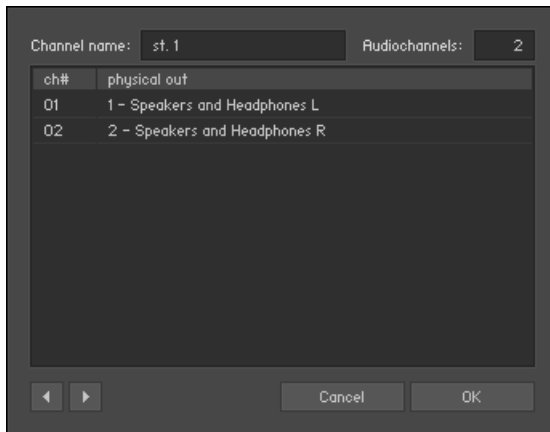 Channel name: st. 1 Audiochannels: 2
ch# physical out
01 1 - Speakers and Headphones L
02 2 - Speakers and Headphones R
Cancel OK